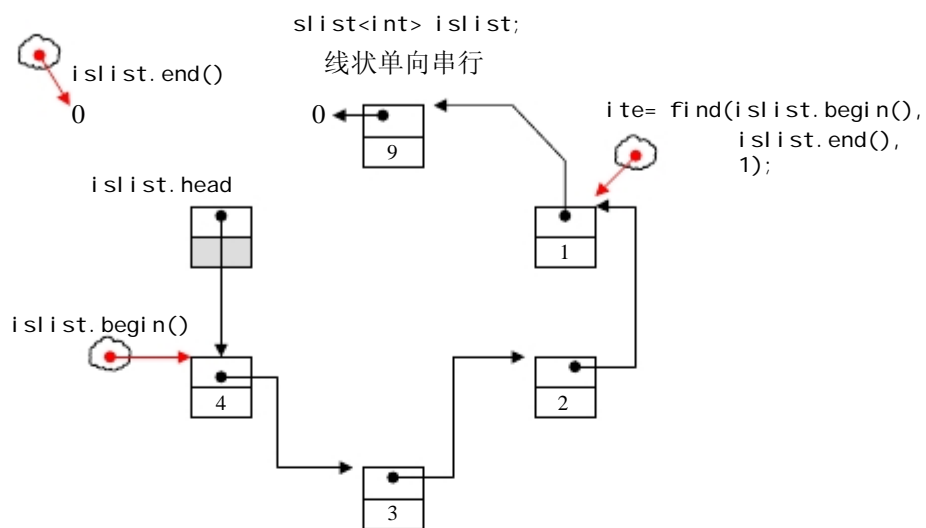 slist<int> islist;
线状单向串行
islist.end()
0
0
9
ite= find(islist.begin(),
islist.end(),
1);
islist.head
1
islist.begin()
4
2
3